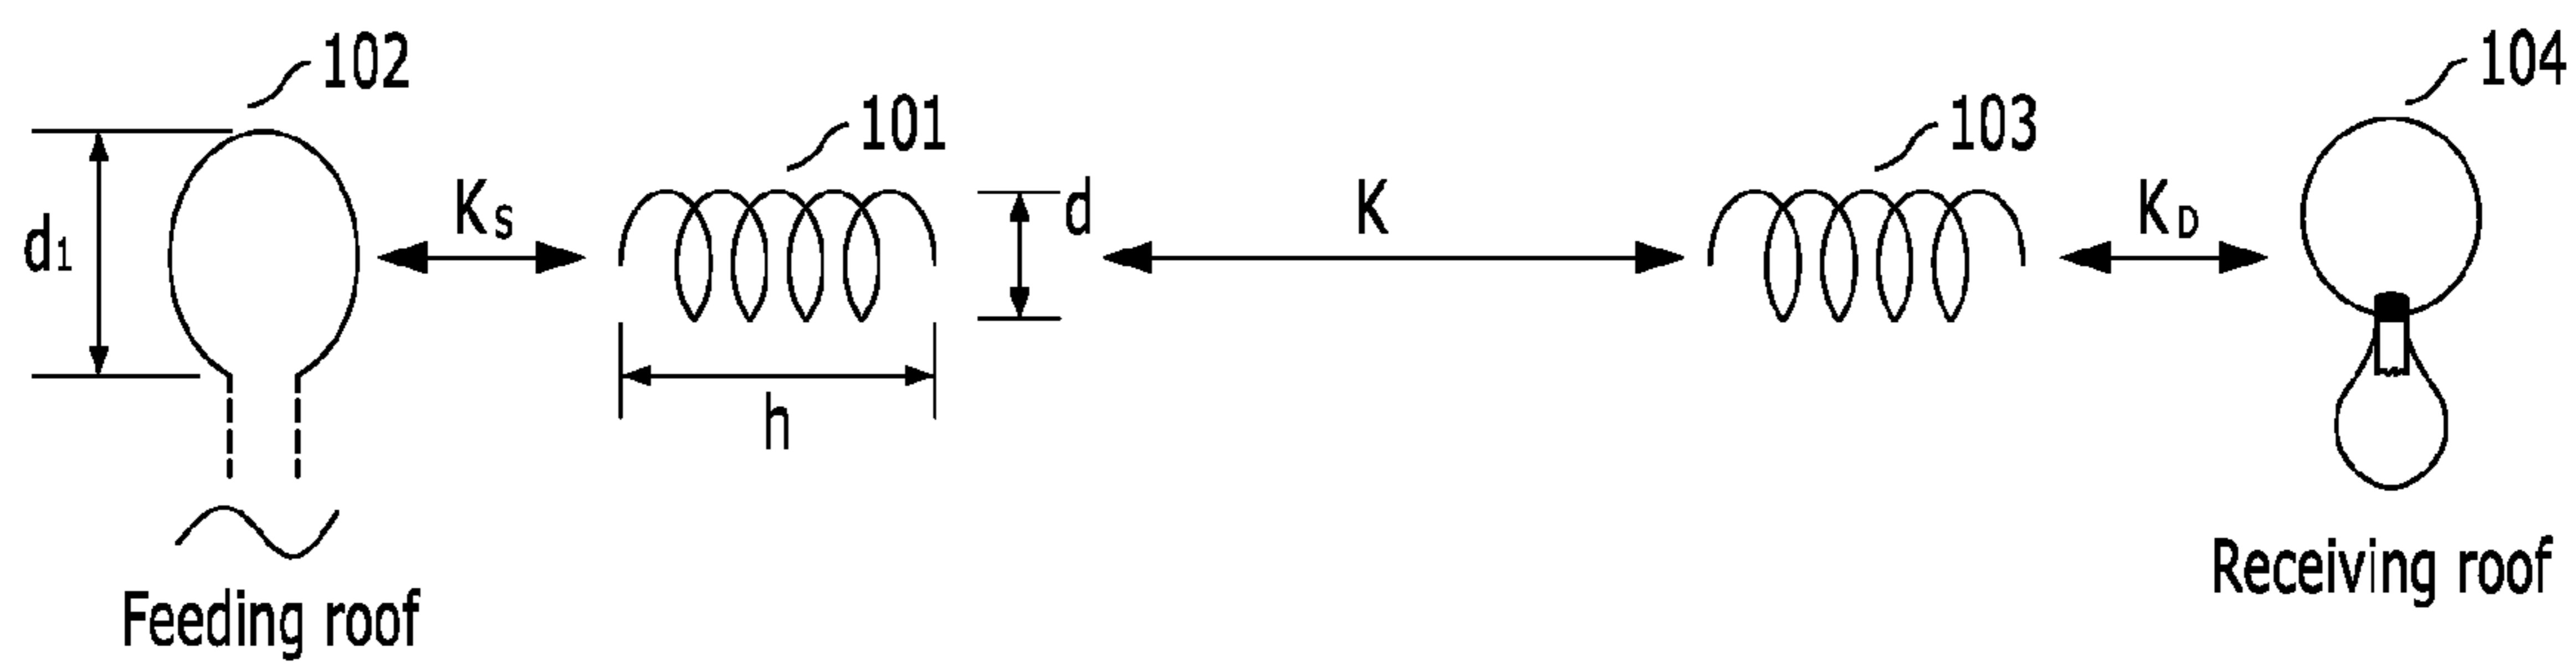 102
101
103
104
d1
KS
d
K
KD
h
Feeding roof
Receiving roof